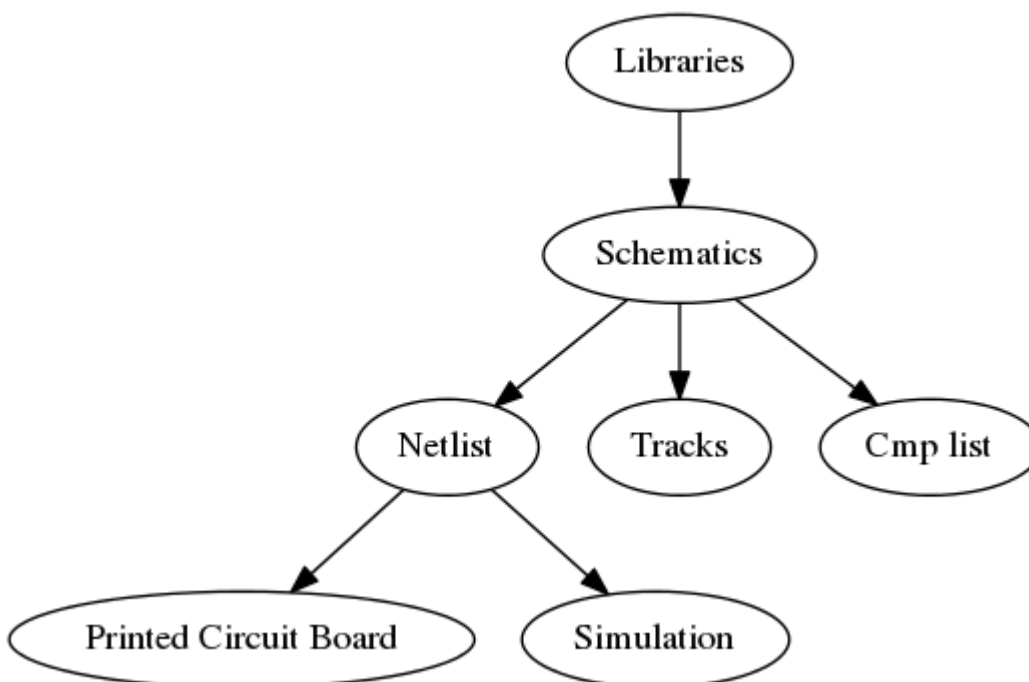 Libraries
Schematics
Netlist
Tracks
Cmp list
Printed Circuit Board
Simulation